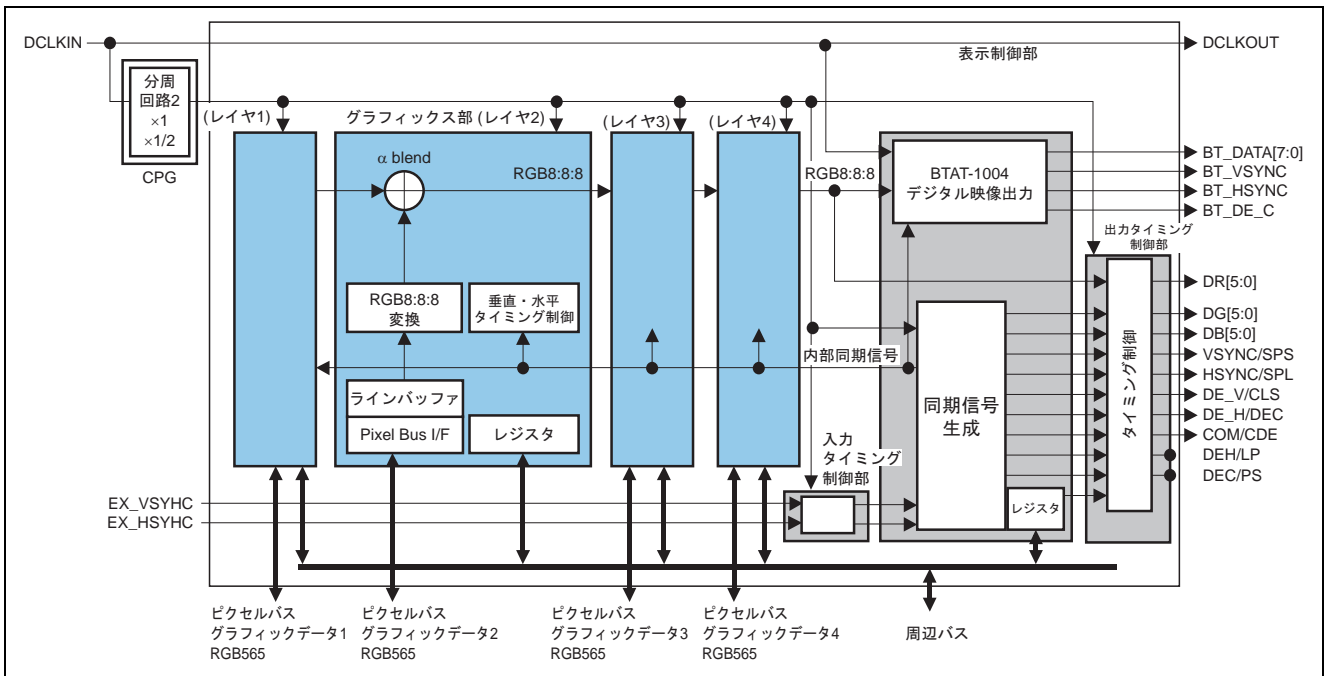 DCLKIN
DCLKOUT
表示制御部
分周
回路2
×1
×1/2
CPG
(レイヤ1)
グラフィックス部 (レイヤ2)
(レイヤ3)
(レイヤ4)
α blend
RGB8:8:8
RGB8:8:8
BTAT-1004
デジタル映像出力
BT_DATA[7:0]
BT_VSYNC
BT_HSYNC
BT_DE_C
出力タイミング
制御部
RGB8:8:8
変換
垂直・水平
タイミング制御
内部同期信号
ラインバッファ
Pixel Bus I/F
レジスタ
同期信号
生成
タイミング制御
DR[5:0]
DG[5:0]
DB[5:0]
VSYNC/SPS
HSYNC/SPL
DE_V/CLS
DE_H/DEC
COM/CDE
DEH/LP
DEC/PS
入力
タイミング
制御部
レジスタ
EX_VSYHC
EX_HSYHC
ピクセルバス
グラフィックデータ1
RGB565
ピクセルバス
グラフィックデータ2
RGB565
ピクセルバス
グラフィックデータ3
RGB565
ピクセルバス
グラフィックデータ4
RGB565
周辺バス